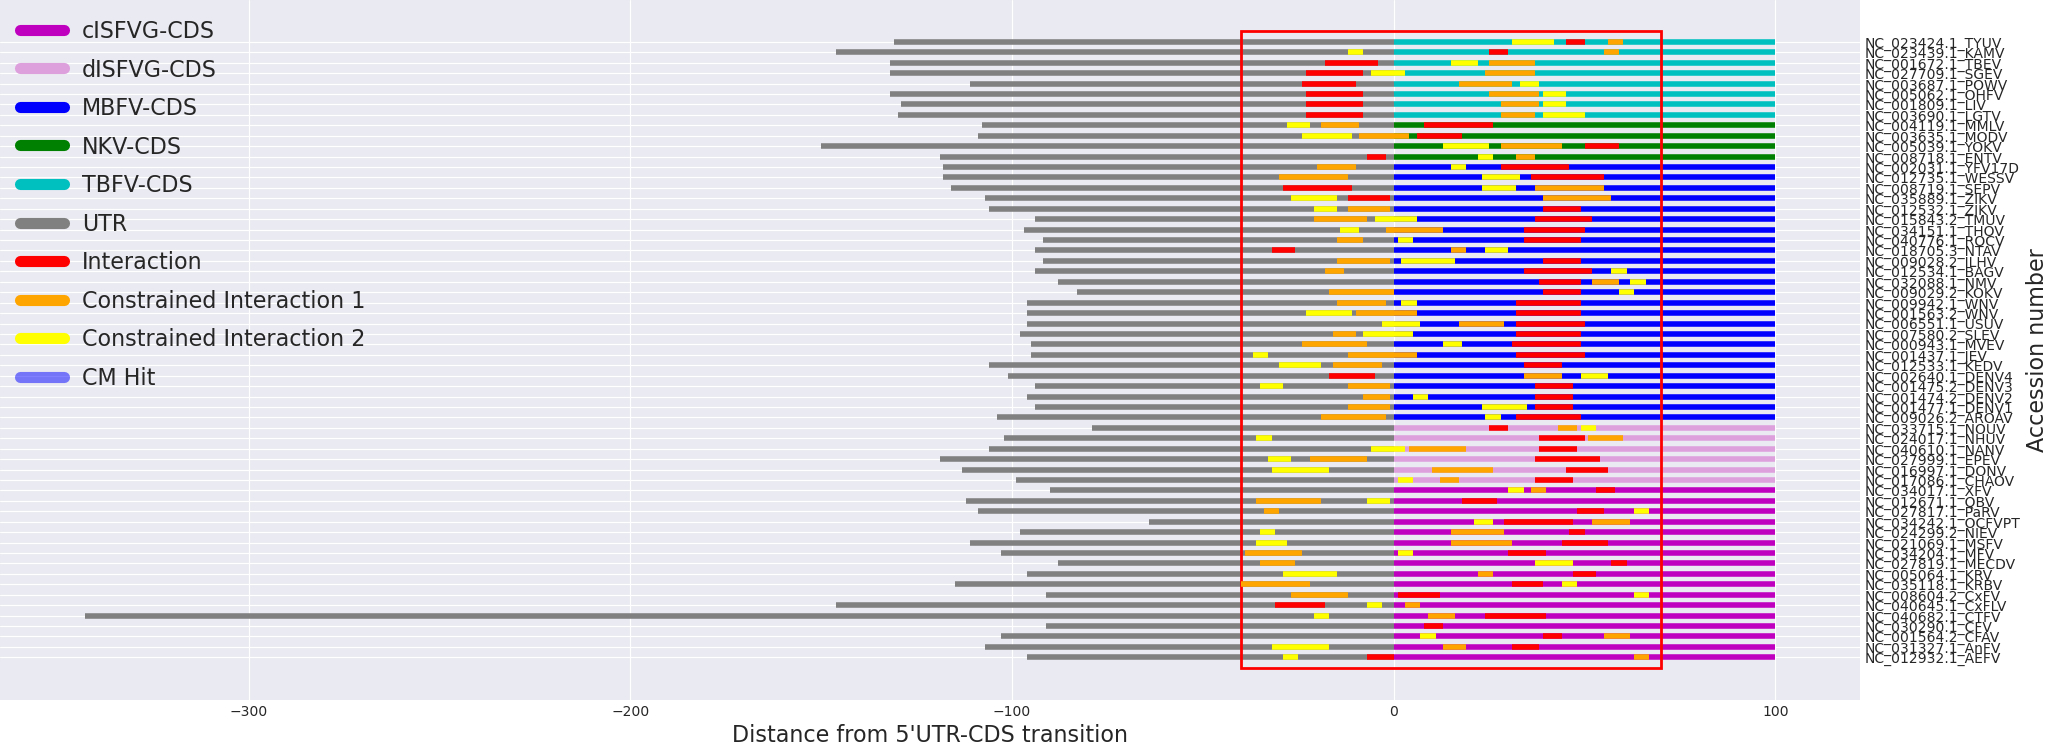 cISFVG-CDS
dISFVG-CDS
MBFV-CDS
NKV-CDS
TBFV-CDS
UTR
Interaction
Constrained Interaction 1
Constrained Interaction 2
CM Hit
NC_023424.1_TYUV
NC_023439.1_KAMV
NC_001672.1_TBEV
NC_027709.1_SGEV
NC_003687.1_POWV
NC_005062.1_OHFV
NC_001809.1_LIV
NC_003690.1_LGTV
NC_004119.1_MMLV
NC_003635.1_MODV
NC_005039.1_YOKV
NC_008718.1_ENTV
NC_002031.1_YFV17D
NC_012735.1_WESSV
NC_008719.1_SEPV
NC_035889.1_ZIKV
NC_012532.1_ZIKV
NC_015843.2_TMUV
NC_034151.1_THOV
NC_040776.1_ROCV
NC_018705.3_NTAV
NC_009028.2_ILHV
NC_012534.1_BAGV
NC_032088.1_NMV
NC_009029.2_KOKV
NC_009942.1_WNV
NC_001563.2_WNV
NC_006551.1_USUV
NC_007580.2_SLEV
NC_000943.1_MVEV
NC_001437.1_JEV
NC_012533.1_KEDV
NC_002640.1_DENV4
NC_001475.2_DENV3
NC_001474.2_DENV2
NC_001477.1_DENV1
NC_009026.2_AROAV
NC_033715.1_NOUV
NC_024017.1_NHUV
NC_040610.1_NANV
NC_027999.1_EPEV
NC_016997.1_DONV
NC_017086.1_CHAOV
NC_034017.1_XFV
NC_012671.1_QBV
NC_027817.1_PaRV
NC_034242.1_OCFVPT
NC_024299.2_NIEV
NC_021069.1_MSFV
NC_034204.1_MFV
NC_027819.1_MECDV
NC_005064.1_KRV
NC_035118.1_KRBV
NC_008604.2_CxFV
NC_040645.1_CxFLV
NC_040682.1_CTFV
NC_030290.1_CFV
NC_001564.2_CFAV
NC_031327.1_AnFV
NC_012932.1_AEFV
Accession number
−300 −200 −100 0 100
Distance from 5'UTR-CDS transition